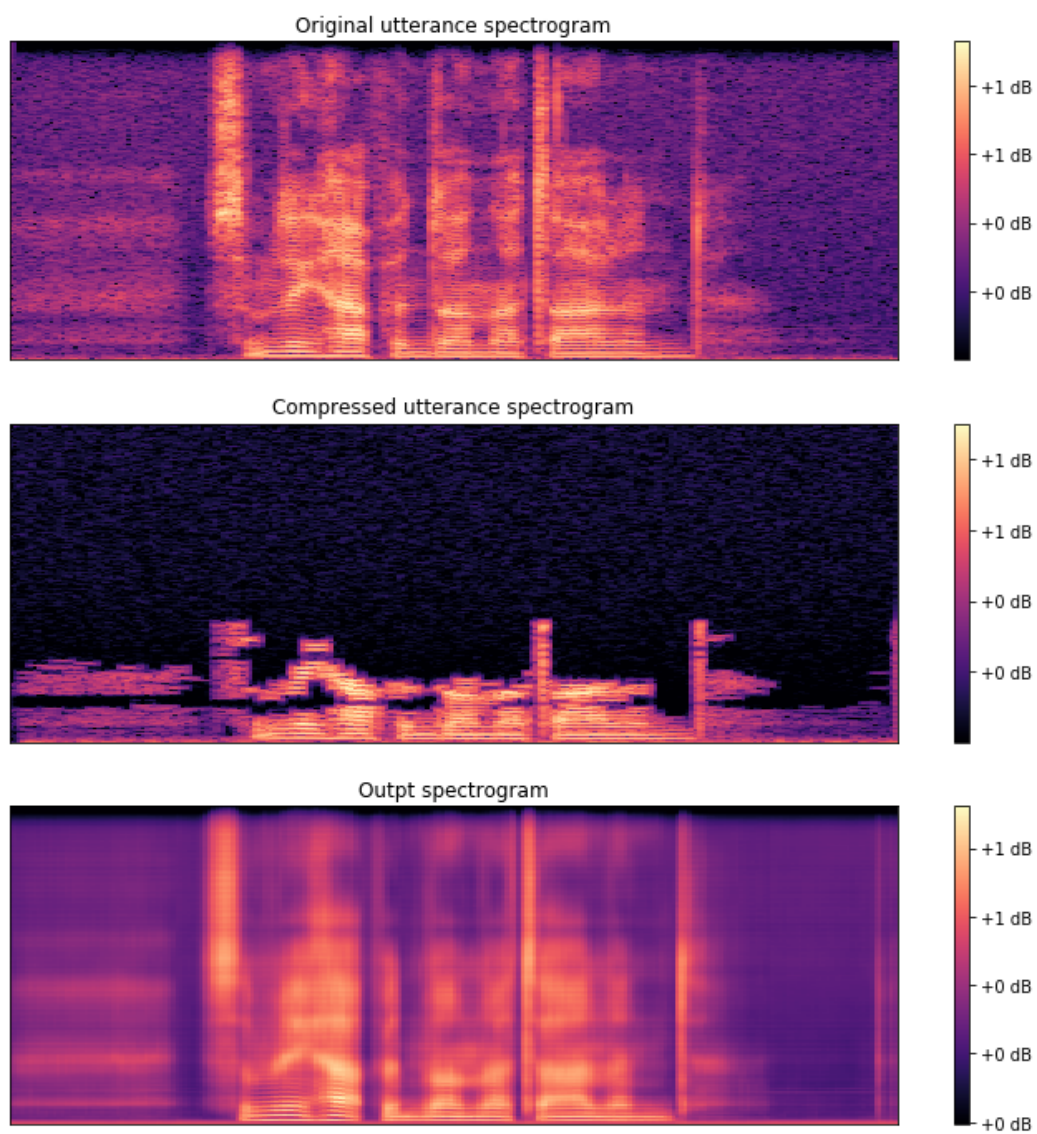 Original utterance spectrogram
+1 dB
+1 dB
+0 dB
+0 dB
Compressed utterance spectrogram
+1 dB
+1 dB
+0 dB
+0 dB
Outpt spectrogram
+1 dB
+1 dB
+0 dB
+0 dB
+0 dB